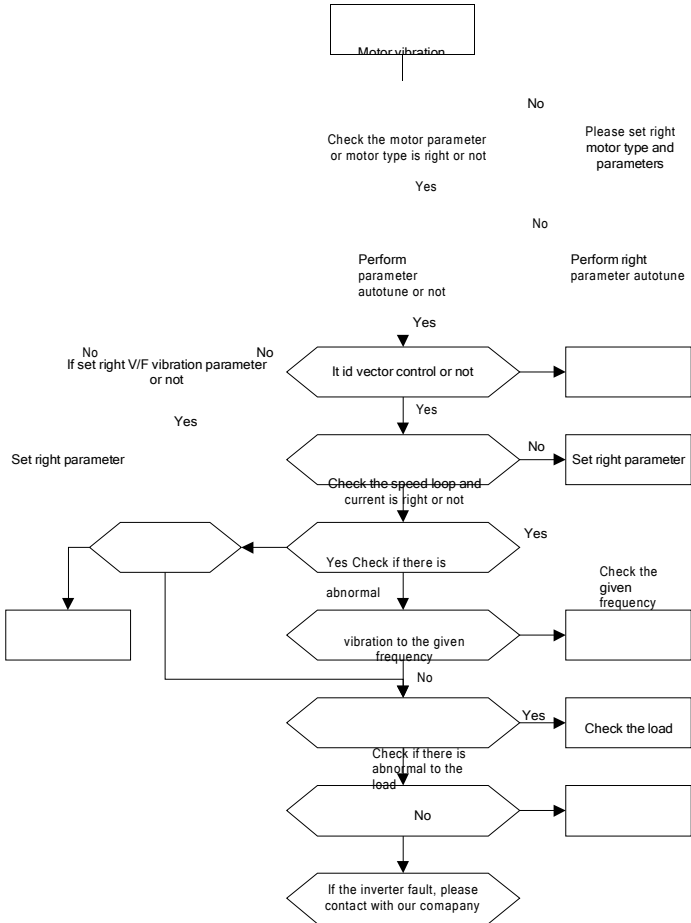 Motor vibration
No
Check the motor parameter
or motor type is right or not
Please set right
motor type and
parameters
Yes
No
Perform
parameter
autotune or not
Perform right
parameter autotune
Yes
No
No
If set right V/F vibration parameter
or not
It id vector control or not
Yes
Yes
Set right parameter
No
Set right parameter
Check the speed loop and
current is right or not
Yes
Yes Check if there is
abnormal
Check the
given
frequency
vibration to the given
frequency
No
Yes
Check the load
Check if there is
abnormal to the
load
No
If the inverter fault, please
contact with our comapany